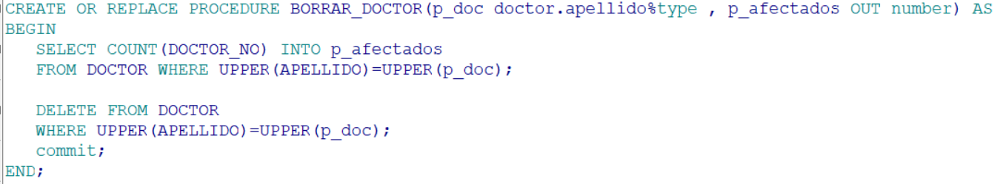 CREATE OR REPLACE PROCEDURE BORRAR_DOCTOR(p_doc doctor.apellido%type , p_afectados OUT number) AS
BEGIN
   SELECT COUNT(DOCTOR_NO) INTO p_afectados
   FROM DOCTOR WHERE UPPER(APELLIDO)=UPPER(p_doc);

   DELETE FROM DOCTOR
   WHERE UPPER(APELLIDO)=UPPER(p_doc);
   commit;
END;